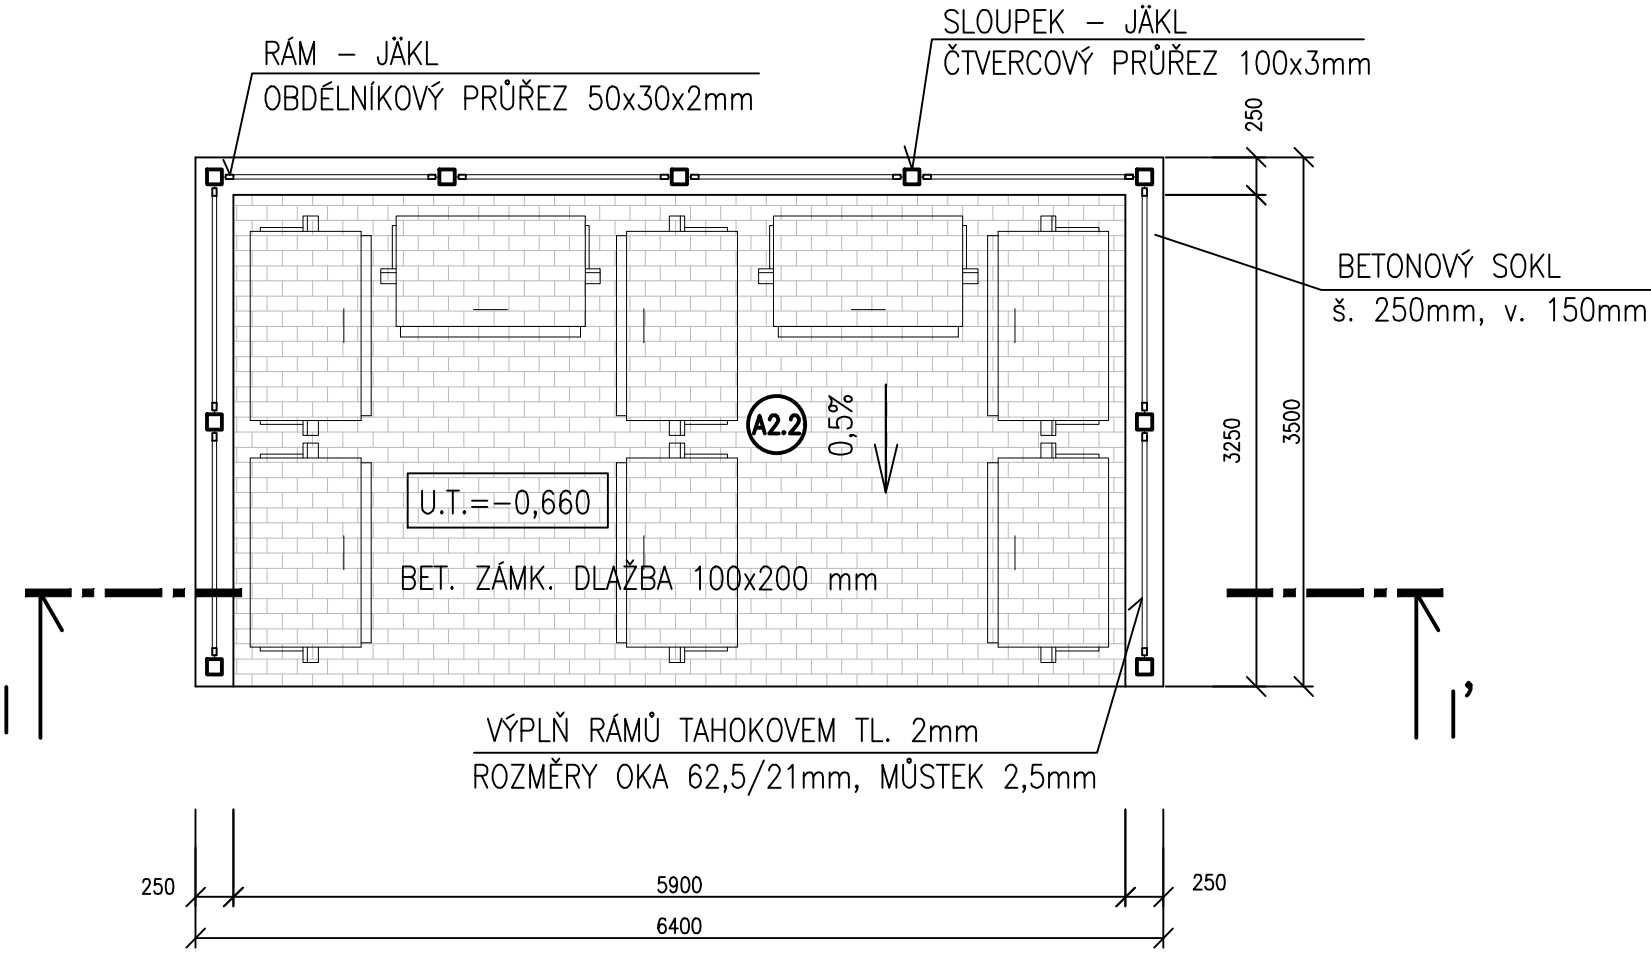 SLOUPEK – JÄKL
ČTVERCOVÝ PRŮŘEZ 100x3mm
RÁM – JÄKL
OBDÉLNÍKOVÝ PRŮŘEZ 50x30x2mm
250
BETONOVÝ SOKL
š. 250mm, v. 150mm
3250
3500
A2.2
0,5%
U.T.=–0,660
BET. ZÁMK. DLAŽBA 100x200 mm
I
I’
VÝPLŇ RÁMŮ TAHOKOVEM TL. 2mm
ROZMĚRY OKA 62,5/21mm, MŮSTEK 2,5mm
250
5900
250
6400